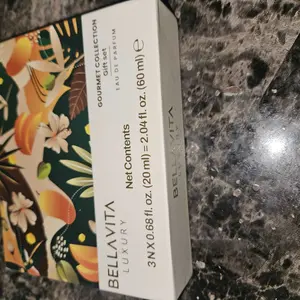 GOURMET COLLECTION
Gift set
EAU DE PARFUM
BELLAVITA
LUXURY
Net Contents
3 N X 0.68 fl. oz. (20 ml) = 2.04 fl. oz. (60 ml) ℮
BELLAVITA